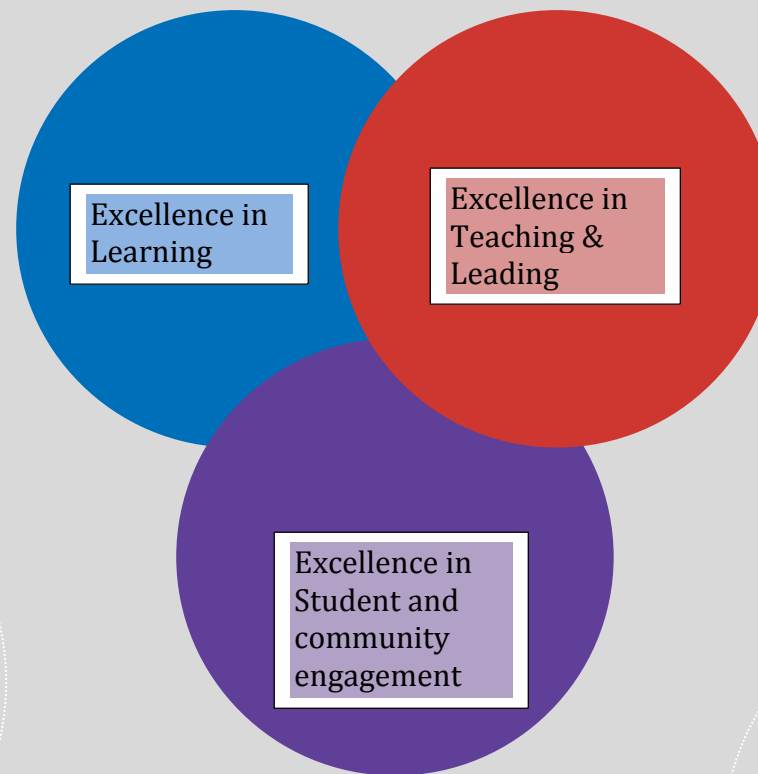 Excellence in
Learning
Excellence in
Teaching &
Leading
Excellence in
Student and
community
engagement